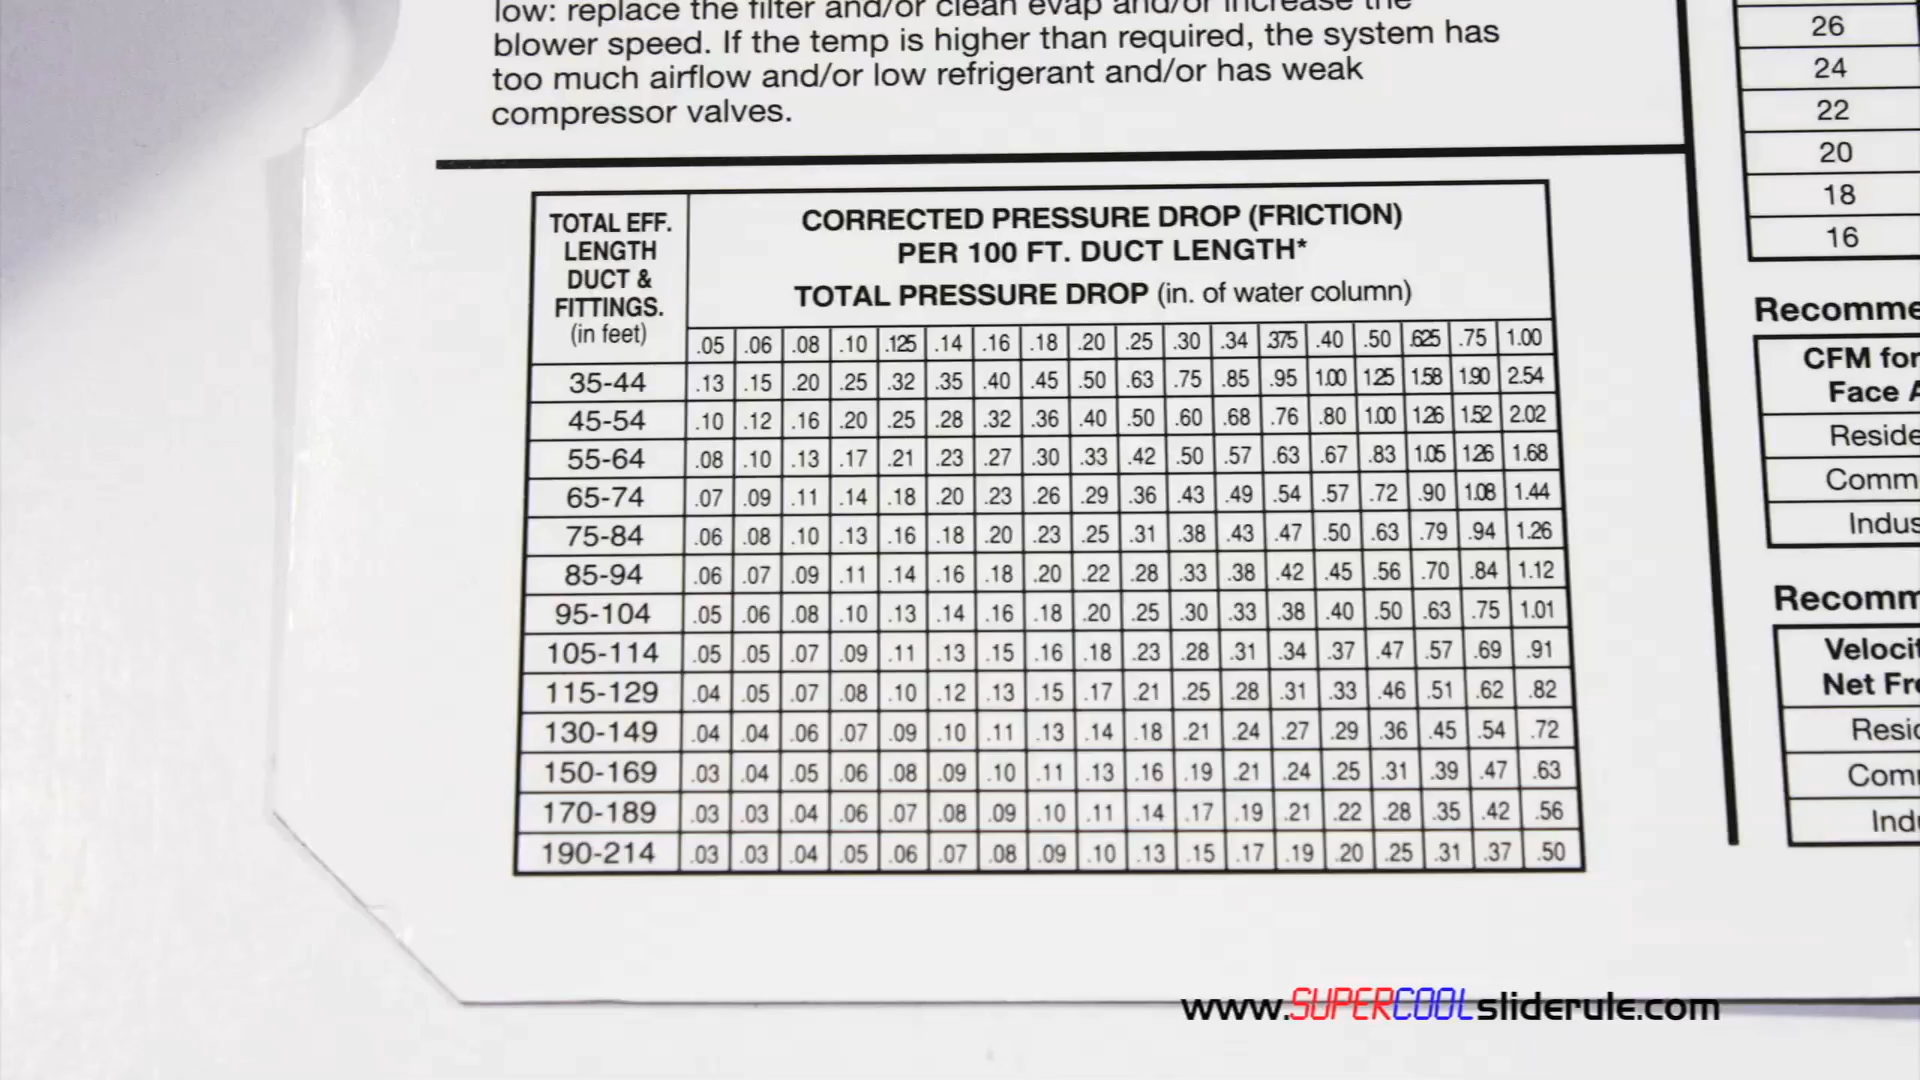 low: replace the filter and/or clean evap and/or increase the
blower speed. If the temp is higher than required, the system has
too much airflow and/or low refrigerant and/or has weak
compressor valves.
TOTAL EFF.
LENGTH
DUCT &
FITTINGS.
(in feet)
CORRECTED PRESSURE DROP (FRICTION)
PER 100 FT. DUCT LENGTH*
TOTAL PRESSURE DROP (in. of water column)
.05 .06 .08 .10 .125 .14 .16 .18 .20 .25 .30 .34 .375 .40 .50 .625 .75 1.00
35-44 .13 .15 .20 .25 .32 .35 .40 .45 .50 .63 .75 .85 .95 1.00 1.25 1.58 1.90 2.54
45-54 .10 .12 .16 .20 .25 .28 .32 .36 .40 .50 .60 .68 .76 .80 1.00 1.26 1.52 2.02
55-64 .08 .10 .13 .17 .21 .23 .27 .30 .33 .42 .50 .57 .63 .67 .83 1.05 1.26 1.68
65-74 .07 .09 .11 .14 .18 .20 .23 .26 .29 .36 .43 .49 .54 .57 .72 .90 1.08 1.44
75-84 .06 .08 .10 .13 .16 .18 .20 .23 .25 .31 .38 .43 .47 .50 .63 .79 .94 1.26
85-94 .06 .07 .09 .11 .14 .16 .18 .20 .22 .28 .33 .38 .42 .45 .56 .70 .84 1.12
95-104 .05 .06 .08 .10 .13 .14 .16 .18 .20 .25 .30 .33 .38 .40 .50 .63 .75 1.01
105-114 .05 .05 .07 .09 .11 .13 .15 .16 .18 .23 .28 .31 .34 .37 .47 .57 .69 .91
115-129 .04 .05 .07 .08 .10 .12 .13 .15 .17 .21 .25 .28 .31 .33 .46 .51 .62 .82
130-149 .04 .04 .06 .07 .09 .10 .11 .13 .14 .18 .21 .24 .27 .29 .36 .45 .54 .72
150-169 .03 .04 .05 .06 .08 .09 .10 .11 .13 .16 .19 .21 .24 .25 .31 .39 .47 .63
170-189 .03 .03 .04 .06 .07 .08 .09 .10 .11 .14 .17 .19 .21 .22 .28 .35 .42 .56
190-214 .03 .03 .04 .05 .06 .07 .08 .09 .10 .13 .15 .17 .19 .20 .25 .31 .37 .50
26
24
22
20
18
16
Recomme
CFM for
Face A
Reside
Comm
Indus
Recomm
Velocit
Net Fre
Resid
Comm
Indu
www.SUPERCOOLsliderule.com